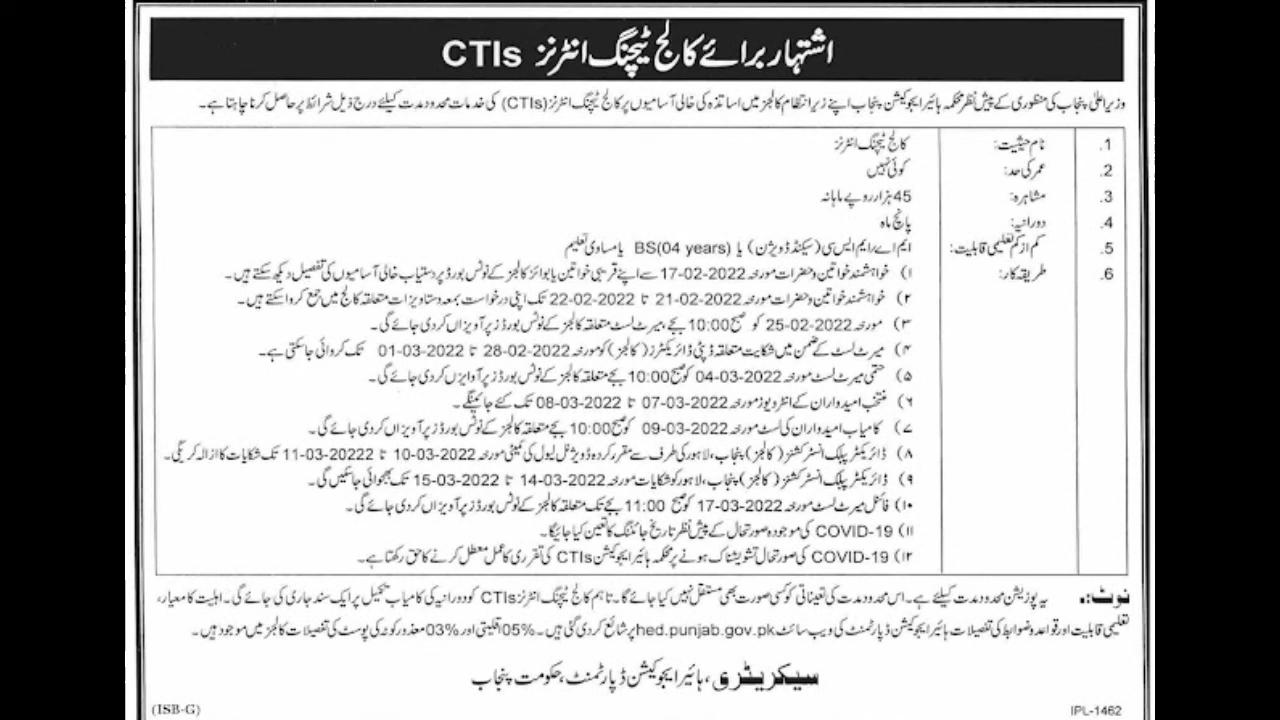 اشتہار برائے کالج ٹیچنگ انٹرنز CTIs
وزیراعلیٰ پنجاب کی منظوری کے پیش نظر محکمہ ہائیر ایجوکیشن پنجاب اپنے زیر انتظام کالجز میں اساتذہ کی خالی آسامیوں پر کالج ٹیچنگ انٹرنز (CTIs) کی خدمات محدود مدت کیلئے درج ذیل شرائط پر حاصل کرنا چاہتا ہے۔
1. نام حیثیت: کالج ٹیچنگ انٹرنز
2. عمر کی حد: کوئی نہیں
3. مشاہرہ: 45 ہزار روپے ماہانہ
4. دورانیہ: پانچ ماہ
5. کم از کم تعلیمی قابلیت: ایم اے/ایم ایس سی (سیکنڈ ڈویژن) یا BS(04 years) یا مساوی تعلیم
6. طریقہ کار: ۱) خواہشمند خواتین و حضرات مورخہ 17-02-2022 سے اپنے قریبی خواتین یا بوائز کالجز کے نوٹس بورڈ پر دستیاب خالی آسامیوں کی تفصیل دیکھ سکتے ہیں۔
۲) خواہشمند خواتین و حضرات مورخہ 21-02-2022 تا 22-02-2022 تک اپنی درخواست بمعہ دستاویزات متعلقہ کالج میں جمع کروا سکتے ہیں۔
۳) مورخہ 25-02-2022 کو صبح 10:00 بجے، میرٹ لسٹ متعلقہ کالجز کے نوٹس بورڈز پر آویزاں کردی جائے گی۔
۴) میرٹ لسٹ کے ضمن میں شکایت متعلقہ ڈپٹی ڈائریکٹرز (کالجز) کو مورخہ 28-02-2022 تا 01-03-2022 تک کروائی جاسکتی ہے۔
۵) حتمی میرٹ لسٹ مورخہ 04-03-2022 کو صبح 10:00 بجے متعلقہ کالجز کے نوٹس بورڈز پر آوایزں کردی جائے گی۔
۶) منتخب امیدواران کے انٹرویوز مورخہ 07-03-2022 تا 08-03-2022 تک کئے جائینگے۔
۷) کامیاب امیدواران کی لسٹ مورخہ 09-03-2022 کو صبح 10:00 بجے متعلقہ کالجز کے نوٹس بورڈز پر آویزاں کردی جائے گی۔
۸) ڈائریکٹر پبلک انسٹرکشنز (کالجز) پنجاب، لاہور کی طرف سے مقرر کردہ ڈویژنل لیول کی کمیٹی مورخہ 10-03-2022 تا 11-03-20222 تک شکایات کا ازالہ کریگی۔
۹) ڈائریکٹر پبلک انسٹرکشنز (کالجز) پنجاب، لاہور کو شکایات مورخہ 14-03-2022 تا 15-03-2022 تک بھجوائی جاسکیں گی۔
۱۰) فائنل میرٹ لسٹ مورخہ 17-03-2022 کو صبح 11:00 بجے تک متعلقہ کالجز کے نوٹس بورڈز پر آویزاں کردی جائے گی۔
۱۱) COVID-19 کی موجودہ صورتحال کے پیش نظر تاریخ جائننگ کا تعین کیا جائیگا۔
۱۲) COVID-19 کی صورتحال تشویشناک ہونے پر محکمہ ہائیر ایجوکیشن CTIs کی تقرری کا عمل معطل کرنے کا حق رکھتا ہے۔
نوٹ:۔ یہ پوزیشن محدود مدت کیلئے ہے۔ اس محدود مدت کی تعیناتی کو کسی صورت بھی مستقل نہیں کیا جائے گا۔ تاہم کالج ٹیچنگ انٹرنز CTIs کو دورانیہ کی کامیاب تکمیل پر ایک سند جاری کی جائے گی۔ اہلیت کا معیار،
تعلیمی قابلیت اور قواعد و ضوابط کی تفصیلات ہائیر ایجوکیشن ڈپارٹمنٹ کی ویب سائٹ hed.punjab.gov.pk پر شائع کردی گئی ہیں۔ 05% اقلیتی اور 03% معذور کوٹہ کی پوسٹ کی تفصیلات کالجز میں موجود ہیں۔
سیکریٹری، ہائیر ایجوکیشن ڈپارٹمنٹ، حکومت پنجاب
(ISB-G) IPL-1462